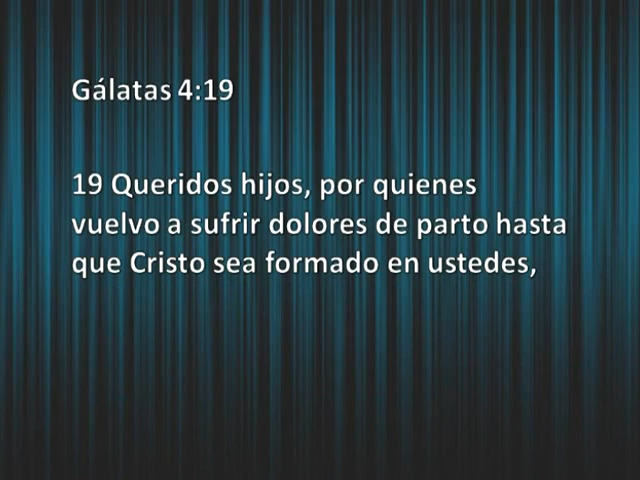 Gálatas 4:19
19 Queridos hijos, por quienes
vuelvo a sufrir dolores de parto hasta
que Cristo sea formado en ustedes,